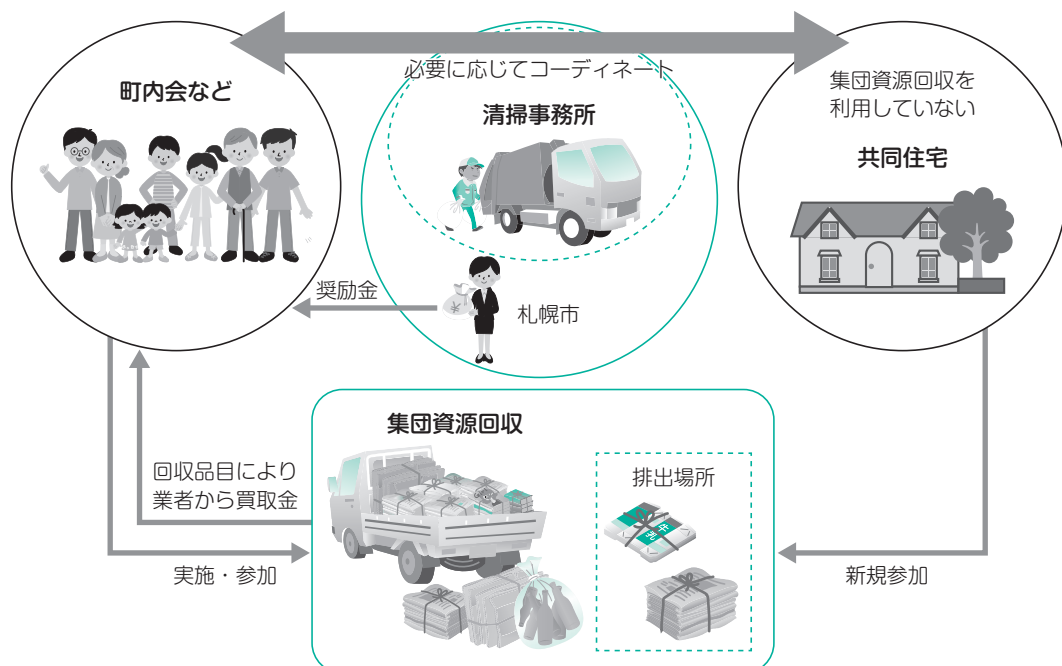 必要に応じてコーディネート
町内会など
清掃事務所
集団資源回収を
利用していない
共同住宅
奨励金
札幌市
集団資源回収
排出場所
回収品目により
業者から買取金
牛乳
実施・参加
新規参加